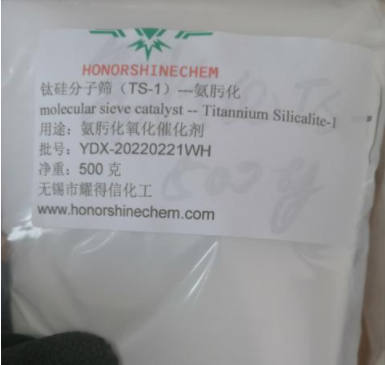 HONORSHINECHEM
钛硅分子筛（TS-1）---氨肟化
molecular sieve catalyst -- Titannium Silicalite-1
用途：氨肟化氧化催化剂
批号：YDX-20220221WH
净重：500 克
无锡市耀得信化工
www.honorshinechem.com